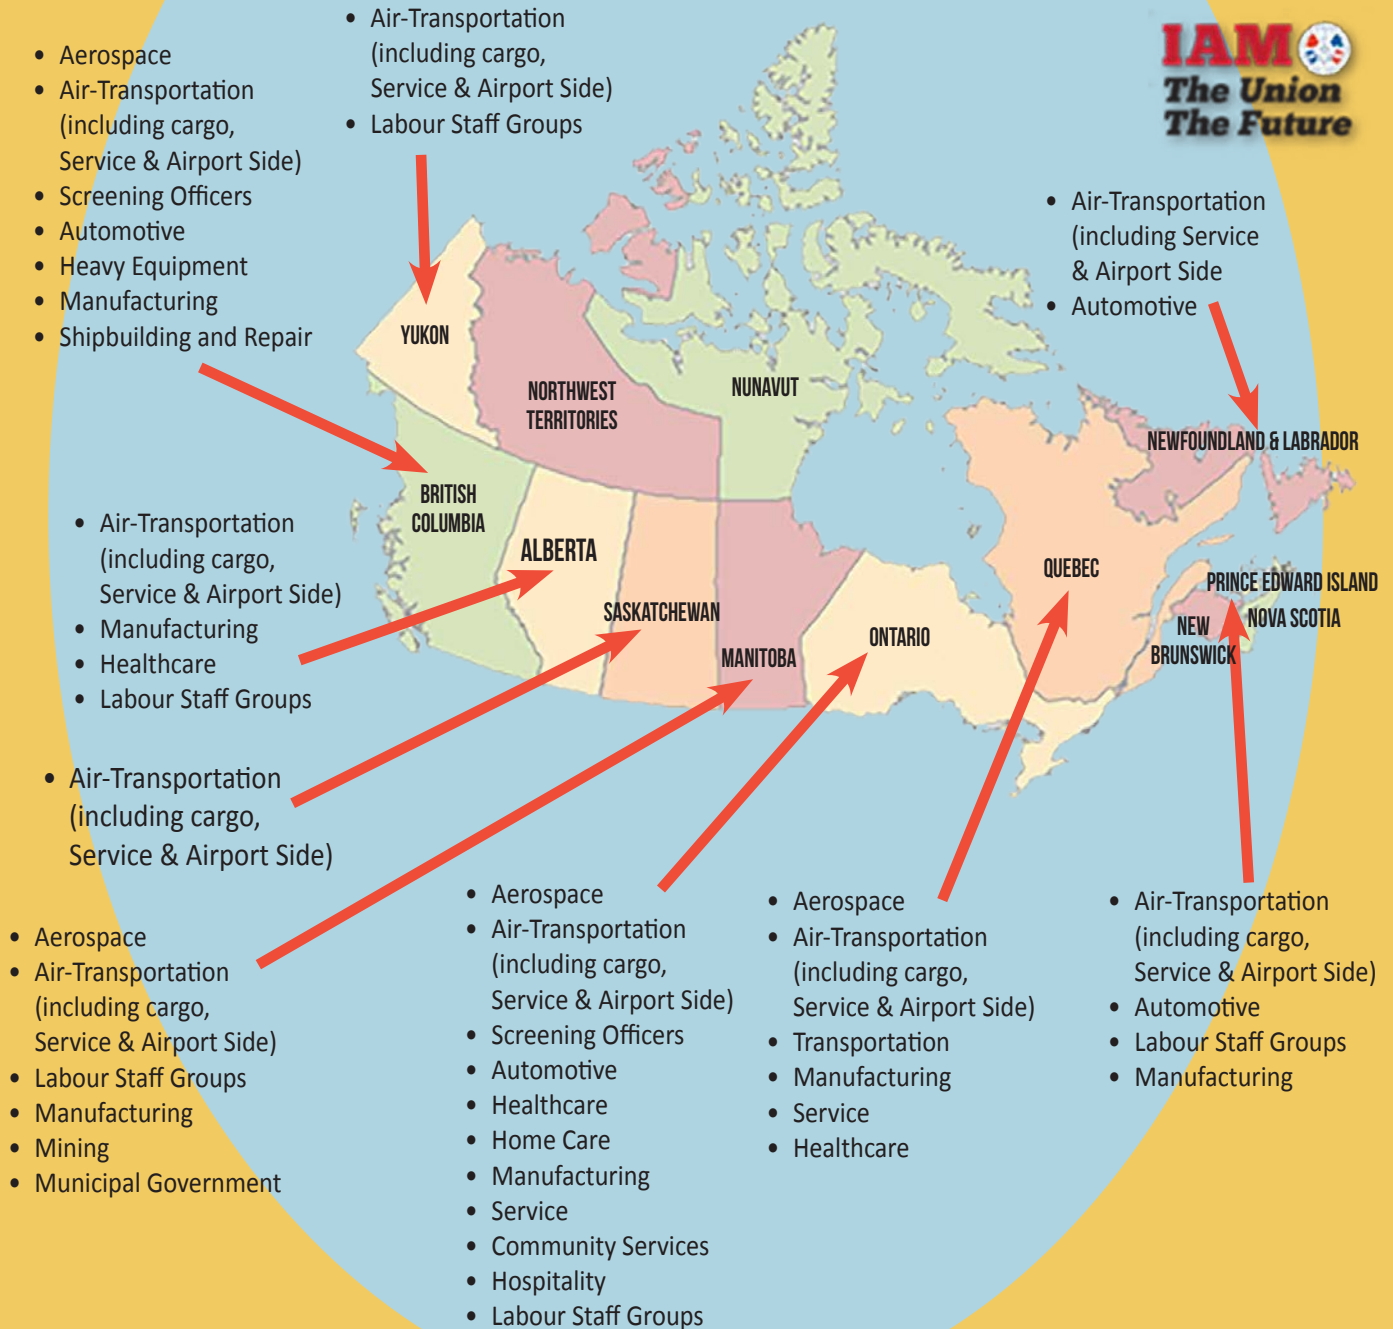 • Aerospace
• Air-Transportation
(including cargo,
Service & Airport Side)
• Screening Officers
• Automotive
• Heavy Equipment
• Manufacturing
• Shipbuilding and Repair
• Air-Transportation
(including cargo,
Service & Airport Side)
• Labour Staff Groups
IAM
The Union
The Future
• Air-Transportation
(including Service
& Airport Side
• Automotive
YUKON
NORTHWEST
TERRITORIES
NUNAVUT
NEWFOUNDLAND & LABRADOR
BRITISH
COLUMBIA
ALBERTA
SASKATCHEWAN
MANITOBA
ONTARIO
QUEBEC
PRINCE EDWARD ISLAND
NOVA SCOTIA
NEW
BRUNSWICK
• Air-Transportation
(including cargo,
Service & Airport Side)
• Manufacturing
• Healthcare
• Labour Staff Groups
• Air-Transportation
(including cargo,
Service & Airport Side)
• Aerospace
• Air-Transportation
(including cargo,
Service & Airport Side)
• Labour Staff Groups
• Manufacturing
• Mining
• Municipal Government
• Aerospace
• Air-Transportation
(including cargo,
Service & Airport Side)
• Screening Officers
• Automotive
• Healthcare
• Home Care
• Manufacturing
• Service
• Community Services
• Hospitality
• Labour Staff Groups
• Aerospace
• Air-Transportation
(including cargo,
Service & Airport Side)
• Transportation
• Manufacturing
• Service
• Healthcare
• Air-Transportation
(including cargo,
Service & Airport Side)
• Automotive
• Labour Staff Groups
• Manufacturing